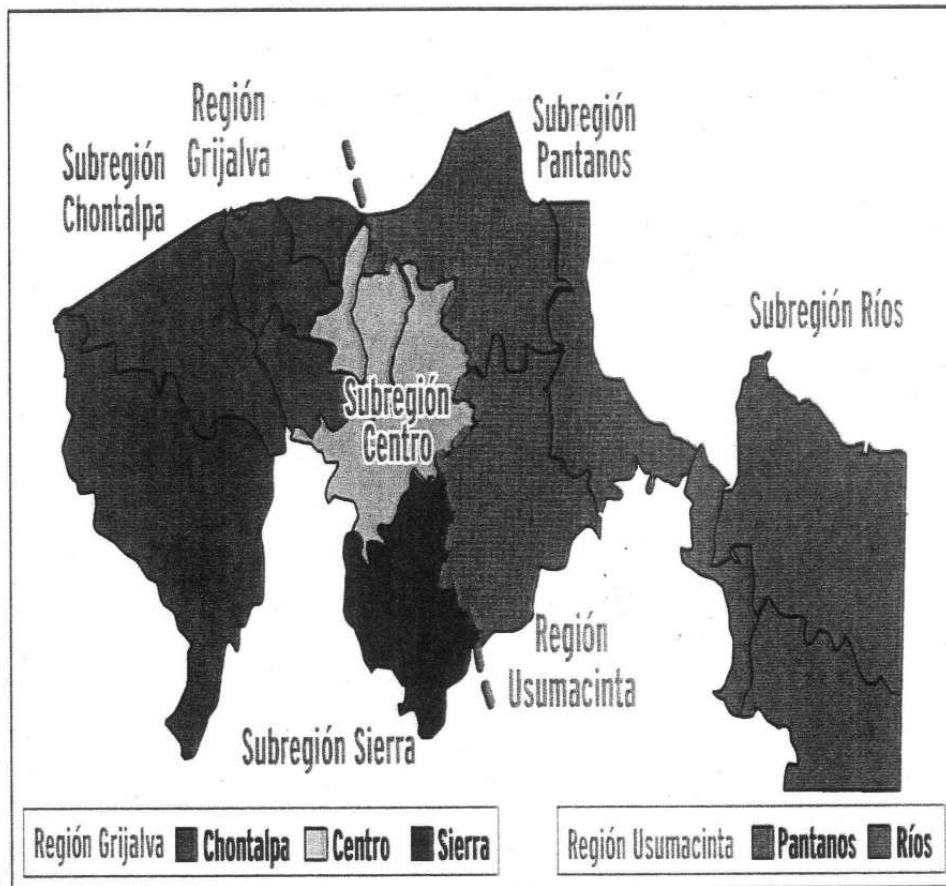 Región
Grijalva
Subregión
Chontalpa
Subregión
Pantanos
Subregión Ríos
Subregión
Centro
Región
Usumacinta
Subregión Sierra
Región Grijalva Chontalpa Centro Sierra
Región Usumacinta Pantanos Ríos